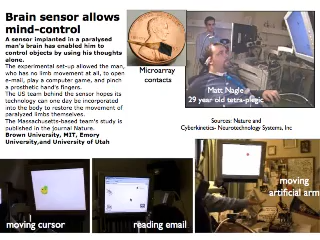 Brain sensor allows
mind-control
A sensor implanted in a paralysed
man's brain has enabled him to
control objects by using his thoughts
alone.
The experimental set-up allowed the man,
who has no limb movement at all, to open
e-mail, play a computer game, and pinch
a prosthetic hand's fingers.
The US team behind the sensor hopes its
technology can one day be incorporated
into the body to restore the movement of
paralyzed limbs themselves.
The Massachusetts-based team's study is
published in the journal Nature.
Brown University, MIT, Emory
University,and University of Utah
Microarray
contacts
Matt Nagle
29 year old tetra-plegic
Sources: Nature and
Cyberkinetics- Neurotechnology Systems, Inc
moving cursor
reading email
moving
artificial arm